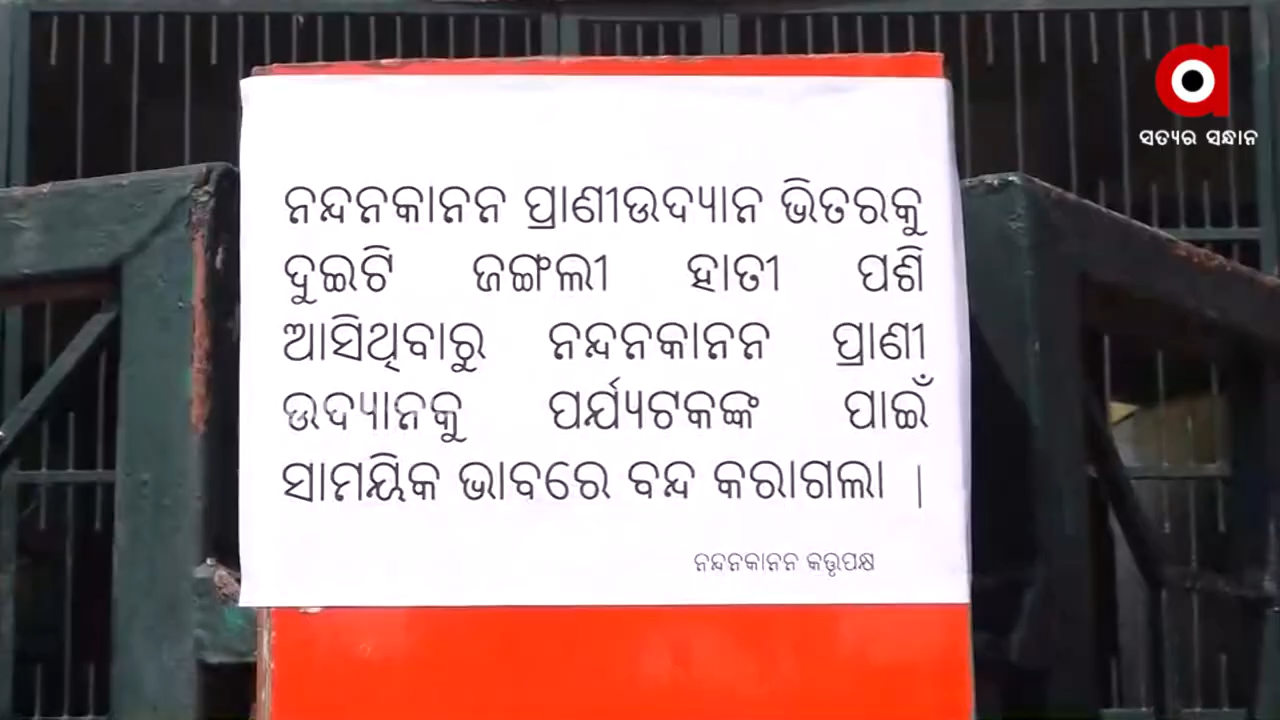 ସତ୍ୟର ସନ୍ଧାନ
ନନ୍ଦନକାନନ ପ୍ରାଣୀଉଦ୍ୟାନ ଭିତରକୁ
ଦୁଇଟି ଜଙ୍ଗଲୀ ହାତୀ ପଶି
ଆସିଥିବାରୁ ନନ୍ଦନକାନନ ପ୍ରାଣୀ
ଉଦ୍ୟାନକୁ ପର୍ଯ୍ୟଟକଙ୍କ ପାଇଁ
ସାମୟିକ ଭାବରେ ବନ୍ଦ କରାଗଲା |
ନନ୍ଦନକାନନ କର୍ତ୍ତୃପକ୍ଷ